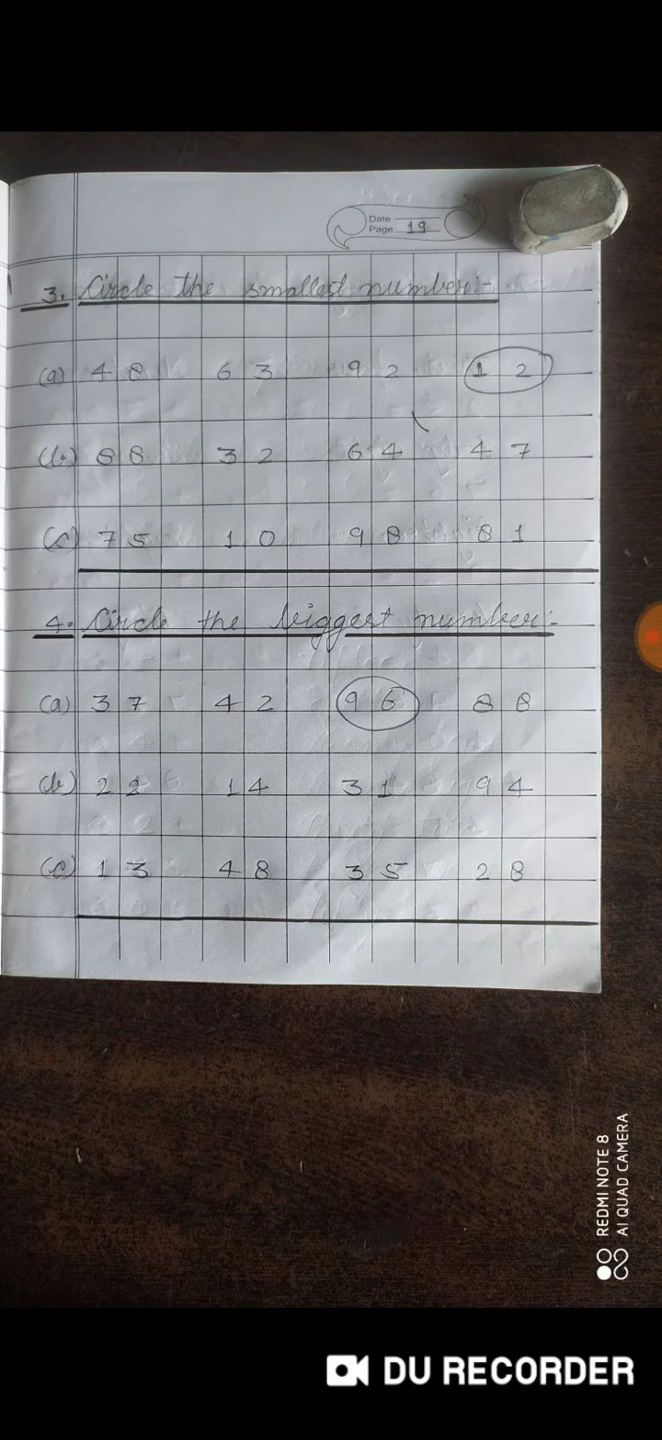 Date
Page 19
3. Circle the smallest number:-
(a) 48 63 92 12
(b) 88 32 64 47
(c) 75 10 98 81
4. Circle the biggest number:-
(a) 37 42 96 88
(b) 22 14 31 94
(c) 13 48 35 28
REDMI NOTE 8
AI QUAD CAMERA
DU RECORDER